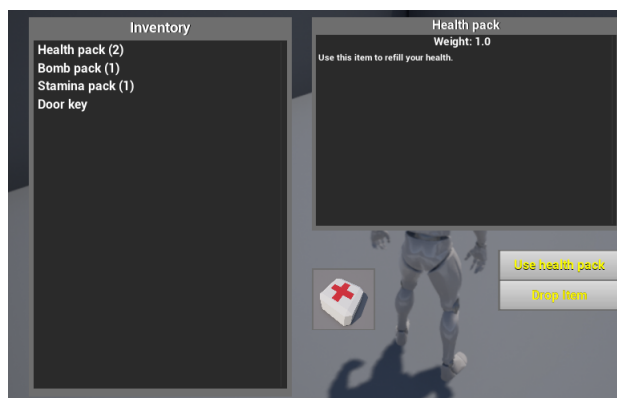 Inventory
Health pack (2)
Bomb pack (1)
Stamina pack (1)
Door key
Health pack
Weight: 1.0
Use this item to refill your health.
Use health pack
Drop item